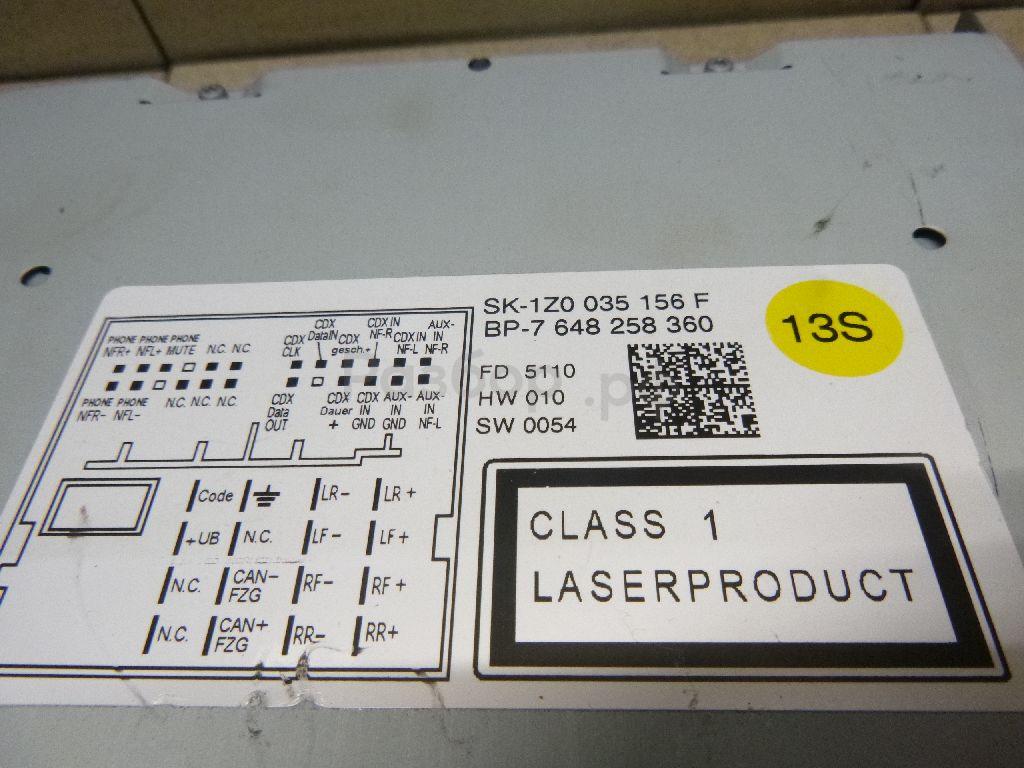 SK-1Z0 035 156 F
BP-7 648 258 360
13S
FD 5110
HW 010
SW 0054
CLASS 1
LASERPRODUCT
PHONE PHONE PHONE
NFR+ NFL+ MUTE N.C. N.C.
CDX CLK
CDX DataIN
CDX gesch.+
CDX IN NF-R
CDX IN NF-L
AUX-IN NF-R
PHONE PHONE
NFR- NFL-
N.C. N.C. N.C.
CDX Data OUT
CDX Dauer +
CDX IN GND
AUX-IN GND
AUX-IN NF-L
Code LR- LR+
+UB N.C. LF- LF+
N.C. CAN-FZG RF- RF+
N.C. CAN+FZG RR- RR+